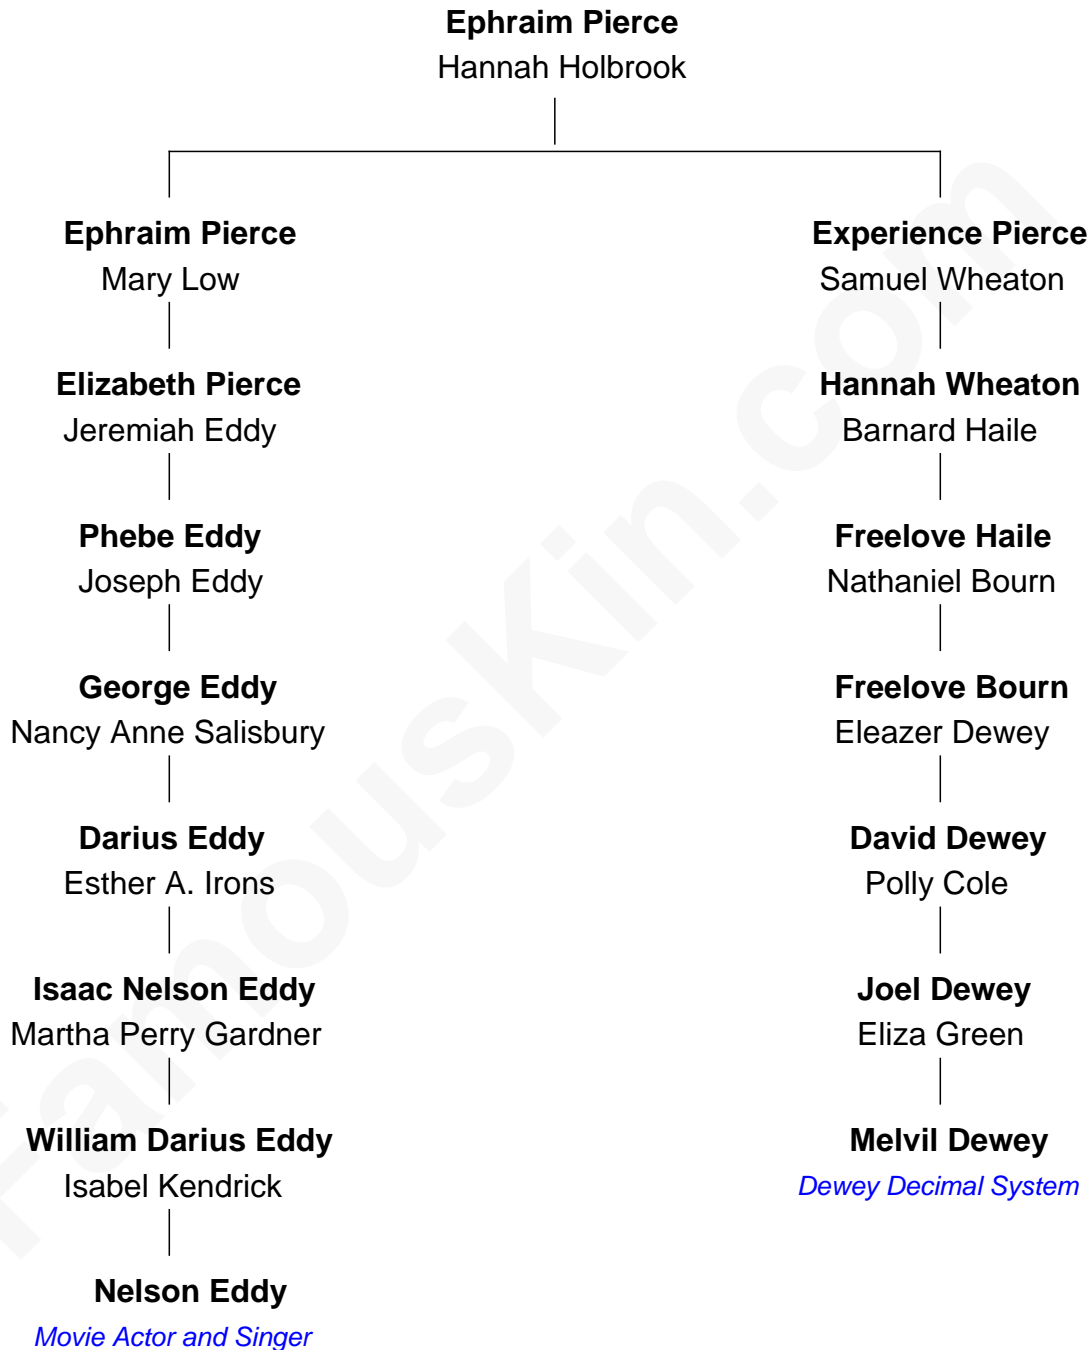 Ephraim Pierce
Hannah Holbrook
Ephraim Pierce
Mary Low
Experience Pierce
Samuel Wheaton
Elizabeth Pierce
Jeremiah Eddy
Hannah Wheaton
Barnard Haile
Phebe Eddy
Joseph Eddy
Freelove Haile
Nathaniel Bourn
George Eddy
Nancy Anne Salisbury
Freelove Bourn
Eleazer Dewey
Darius Eddy
Esther A. Irons
David Dewey
Polly Cole
Isaac Nelson Eddy
Martha Perry Gardner
Joel Dewey
Eliza Green
William Darius Eddy
Isabel Kendrick
Melvil Dewey
Dewey Decimal System
Nelson Eddy
Movie Actor and Singer
FamousKin.com